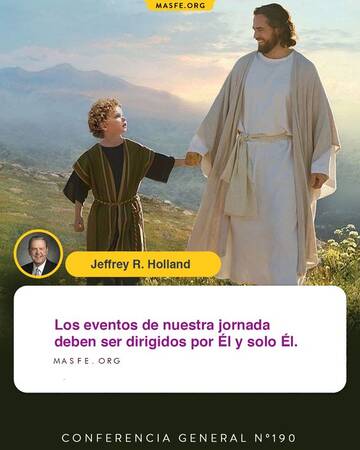 MASFE.ORG
Jeffrey R. Holland
Los eventos de nuestra jornada
deben ser dirigidos por Él y solo Él.
MASFE.ORG
CONFERENCIA GENERAL N°190